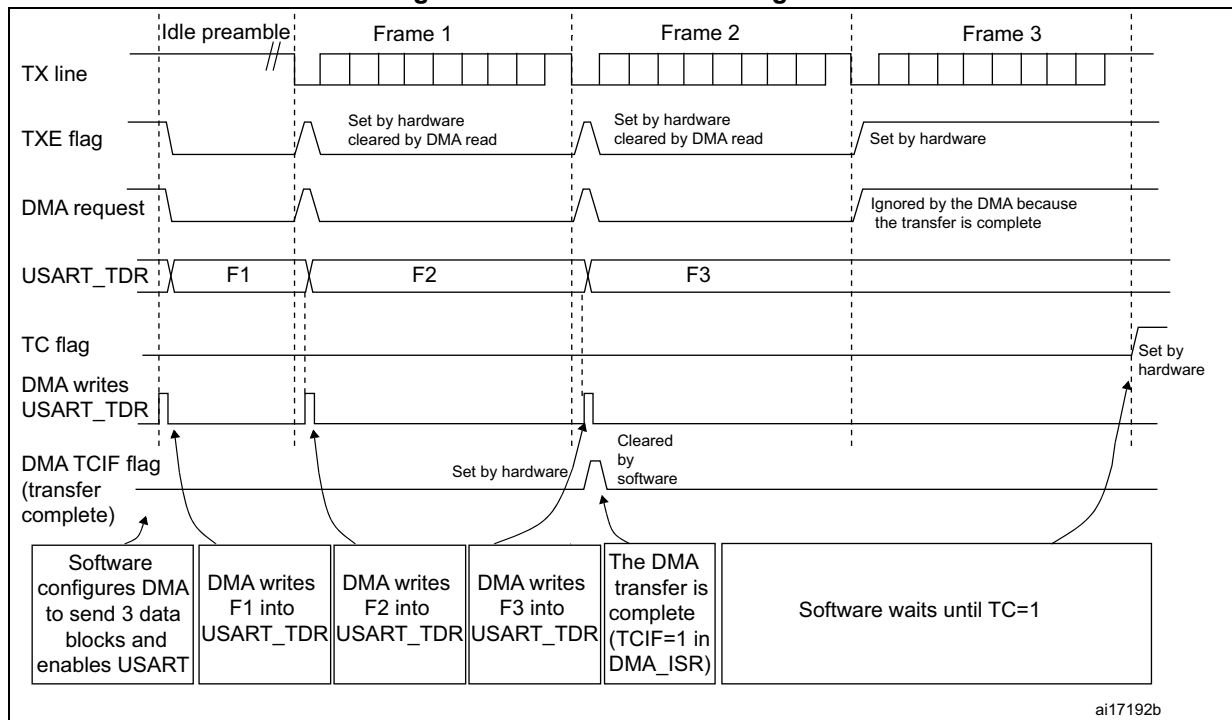 Idle preamble
Frame 1
Frame 2
Frame 3
TX line
TXE flag
Set by hardware
cleared by DMA read
Set by hardware
cleared by DMA read
Set by hardware
DMA request
Ignored by the DMA because
the transfer is complete
USART_TDR
F1
F2
F3
TC flag
Set by
hardware
DMA writes
USART_TDR
DMA TCIF flag
(transfer
complete)
Set by hardware
Cleared
by
software
Software
configures DMA
to send 3 data
blocks and
enables USART
DMA writes
F1 into
USART_TDR
DMA writes
F2 into
USART_TDR
DMA writes
F3 into
USART_TDR
The DMA
transfer is
complete
(TCIF=1 in
DMA_ISR)
Software waits until TC=1
ai17192b